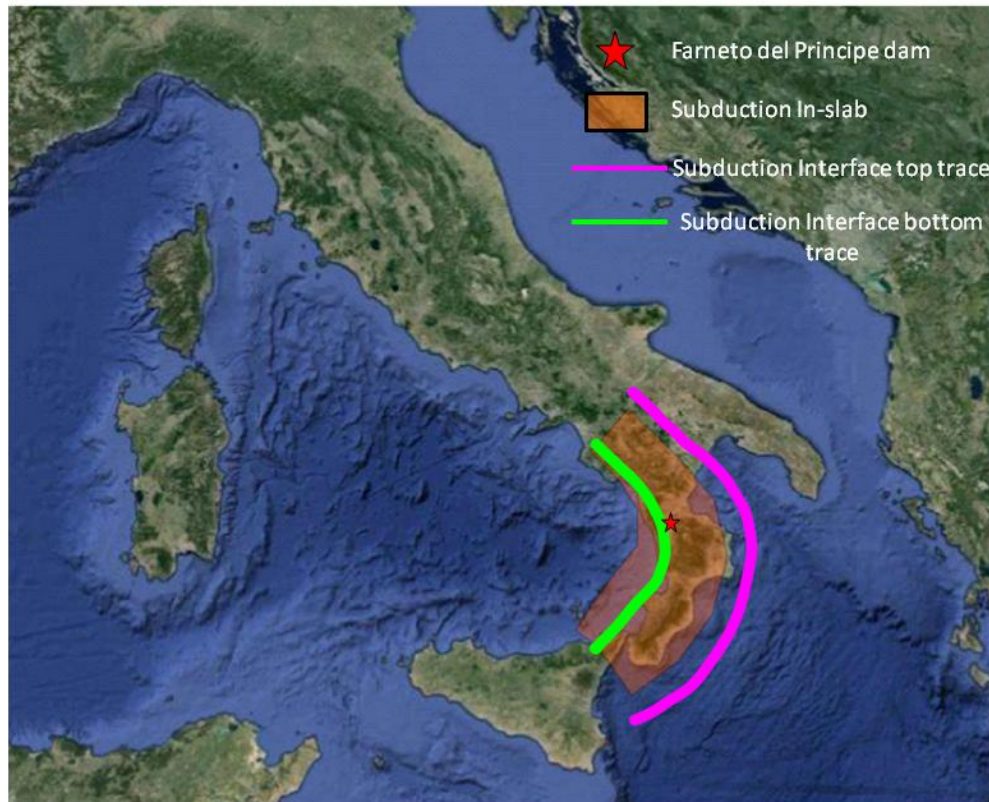 Farneto del Principe dam
Subduction In-slab
Subduction Interface top trace
Subduction Interface bottom
trace